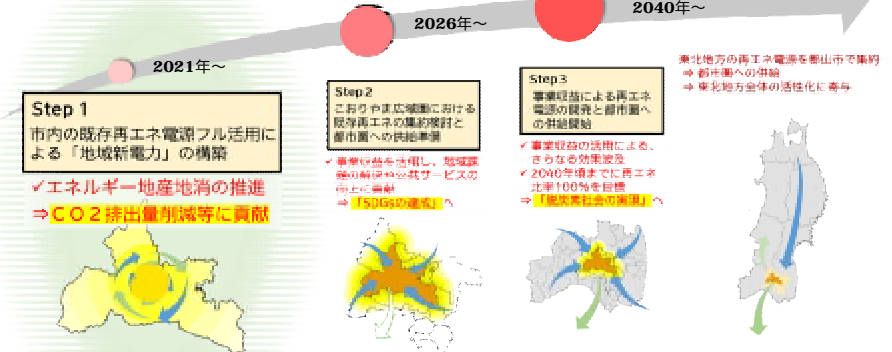 2021年～
2026年～
2040年～
Step 1
市内の既存再エネ電源フル活用に
よる「地域新電力」の構築
✓エネルギー地産地消の推進
⇒ＣＯ２排出量削減等に貢献
Step 2
こおりやま広域圏における
既存再エネの集約検討と
都市圏への供給準備
✓事業収益を活用し、地域課
題の解決や公共サービスの
向上に貢献
⇒「SDGsの達成」へ
Step 3
事業収益による再エネ
電源の開発と都市圏へ
の供給開始
✓事業収益の活用による、
さらなる効果波及
✓2040年頃までに再エネ
比率100%を目標
⇒「脱炭素社会の実現」へ
東北地方の再エネ電源を郡山市で集約
⇒ 都市圏への供給
⇒ 東北地方全体の活性化に寄与